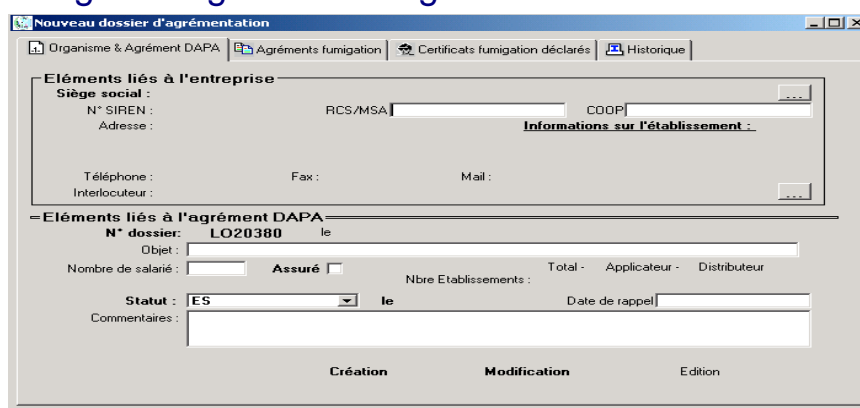 Nouveau dossier d'agrémentation
Organisme & Agrément DAPA Agréments fumigation Certificats fumigation déclarés Historique
Eléments liés à l'entreprise
Siège social :
...
N° SIREN : RCS/MSA COOP
Adresse : Informations sur l'établissement :
Téléphone : Fax : Mail :
Interlocuteur : ...
Eléments liés à l'agrément DAPA
N° dossier: LO20380 le
Objet :
Nombre de salarié : Assuré Nbre Etablissements : Total - Applicateur - Distributeur
Statut : ES le Date de rappel
Commentaires :
Création Modification Edition